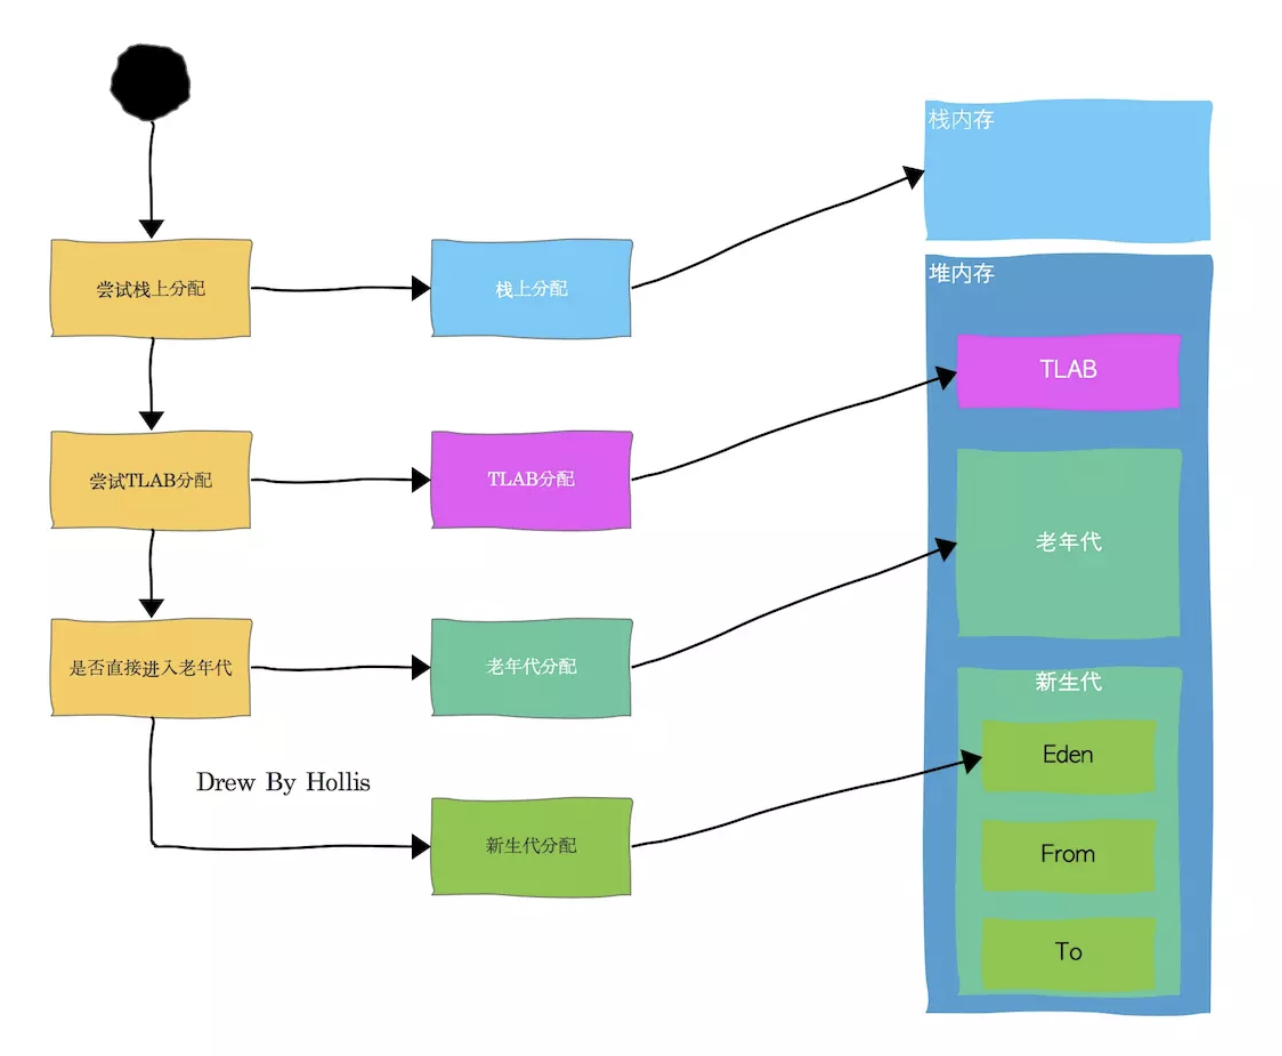 栈内存
堆内存
尝试栈上分配
栈上分配
TLAB
尝试TLAB分配
TLAB分配
老年代
是否直接进入老年代
老年代分配
新生代
Eden
Drew By Hollis
新生代分配
From
To